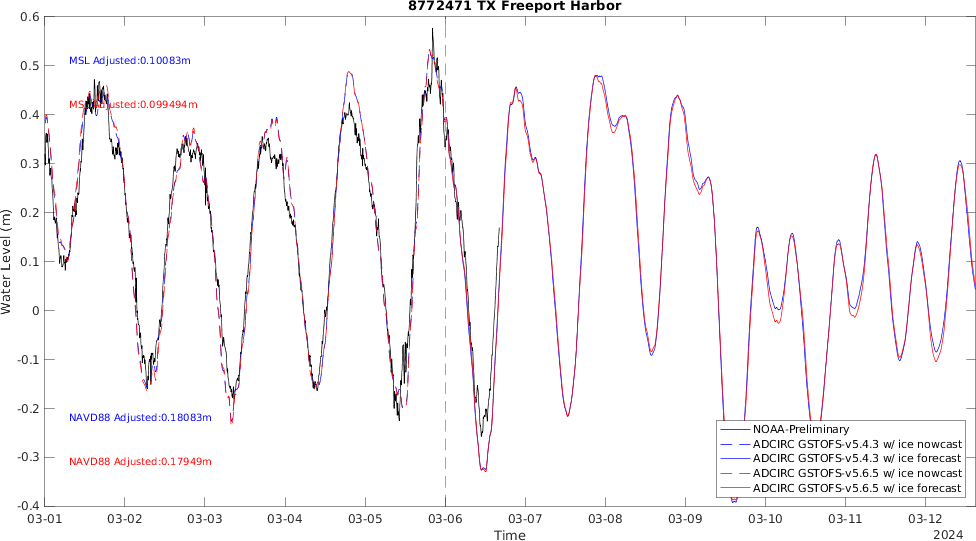 8772471 TX Freeport Harbor
0.6
0.5
0.4
0.3
0.2
0.1
0
-0.1
-0.2
-0.3
-0.4
Water Level (m)
MSL Adjusted:0.10083m
MSL Adjusted:0.099494m
NAVD88 Adjusted:0.18083m
NAVD88 Adjusted:0.17949m
NOAA-Preliminary
ADCIRC GSTOFS-v5.4.3 w/ ice nowcast
ADCIRC GSTOFS-v5.4.3 w/ ice forecast
ADCIRC GSTOFS-v5.6.5 w/ ice nowcast
ADCIRC GSTOFS-v5.6.5 w/ ice forecast
03-01 03-02 03-03 03-04 03-05 03-06 03-07 03-08 03-09 03-10 03-11 03-12
Time
2024